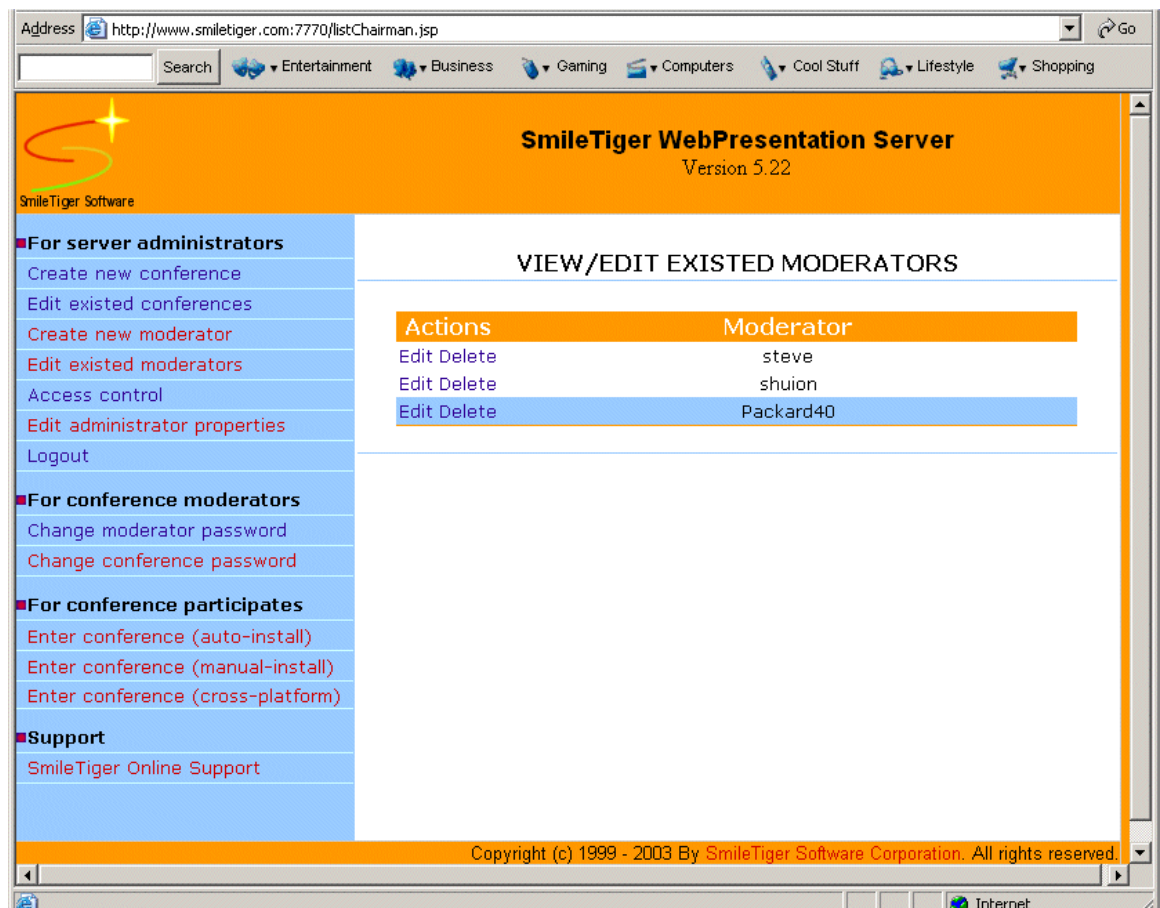 Address http://www.smiletiger.com:7770/listChairman.jsp Go
Search Entertainment Business Gaming Computers Cool Stuff Lifestyle Shopping
SmileTiger Software
SmileTiger WebPresentation Server
Version 5.22
For server administrators
Create new conference
Edit existed conferences
Create new moderator
Edit existed moderators
Access control
Edit administrator properties
Logout
For conference moderators
Change moderator password
Change conference password
For conference participates
Enter conference (auto-install)
Enter conference (manual-install)
Enter conference (cross-platform)
Support
SmileTiger Online Support
VIEW/EDIT EXISTED MODERATORS
Actions Moderator
Edit Delete steve
Edit Delete shuion
Edit Delete Packard40
Copyright (c) 1999 - 2003 By SmileTiger Software Corporation. All rights reserved.
Internet